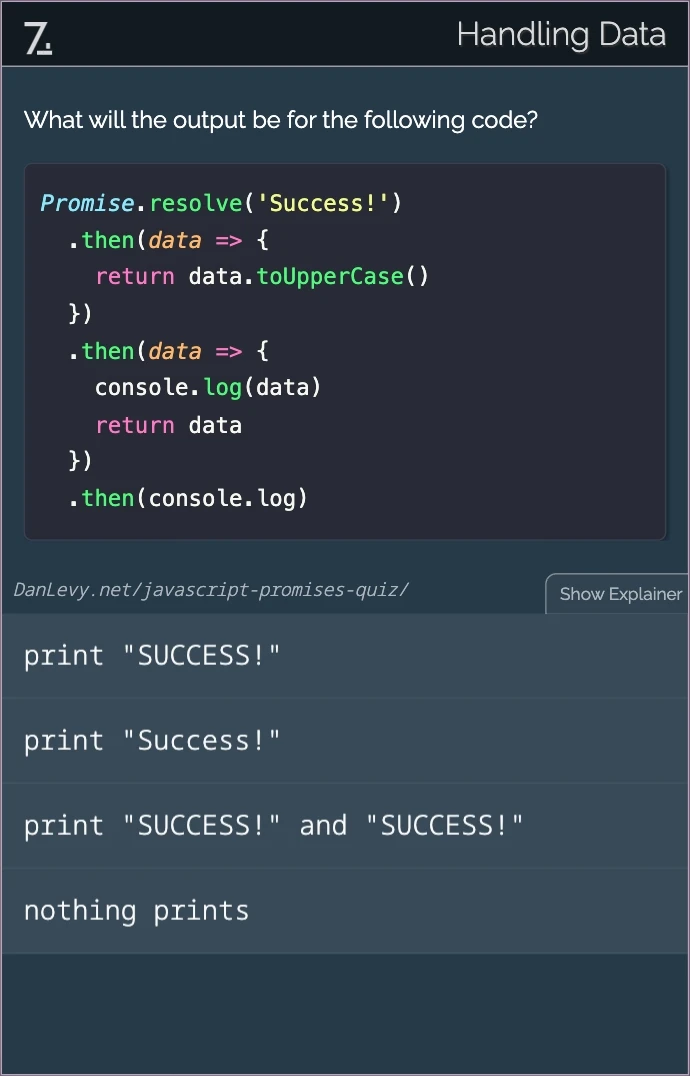 7.
Handling Data
What will the output be for the following code?
Promise.resolve('Success!')
  .then(data => {
    return data.toUpperCase()
  })
  .then(data => {
    console.log(data)
    return data
  })
  .then(console.log)
DanLevy.net/javascript-promises-quiz/
Show Explainer
print "SUCCESS!"
print "Success!"
print "SUCCESS!" and "SUCCESS!"
nothing prints